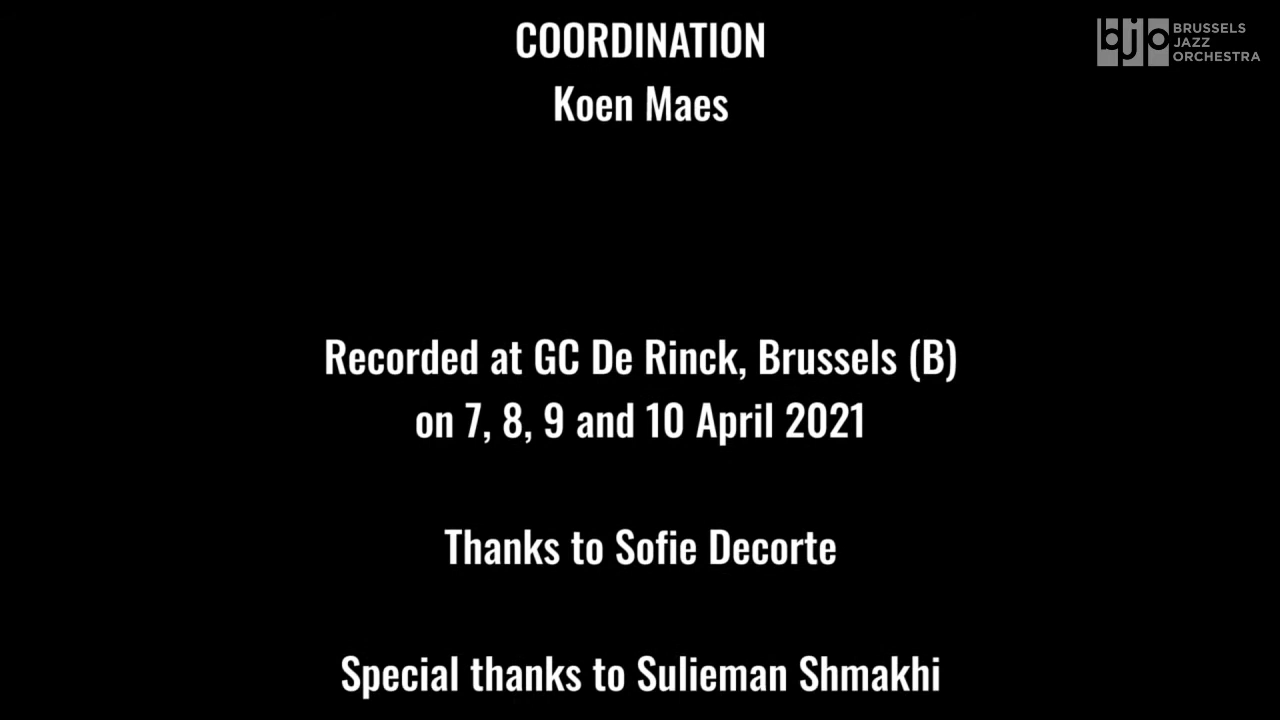 COORDINATION
Koen Maes
bjo
BRUSSELS
JAZZ
ORCHESTRA
Recorded at GC De Rinck, Brussels (B)
on 7, 8, 9 and 10 April 2021
Thanks to Sofie Decorte
Special thanks to Sulieman Shmakhi